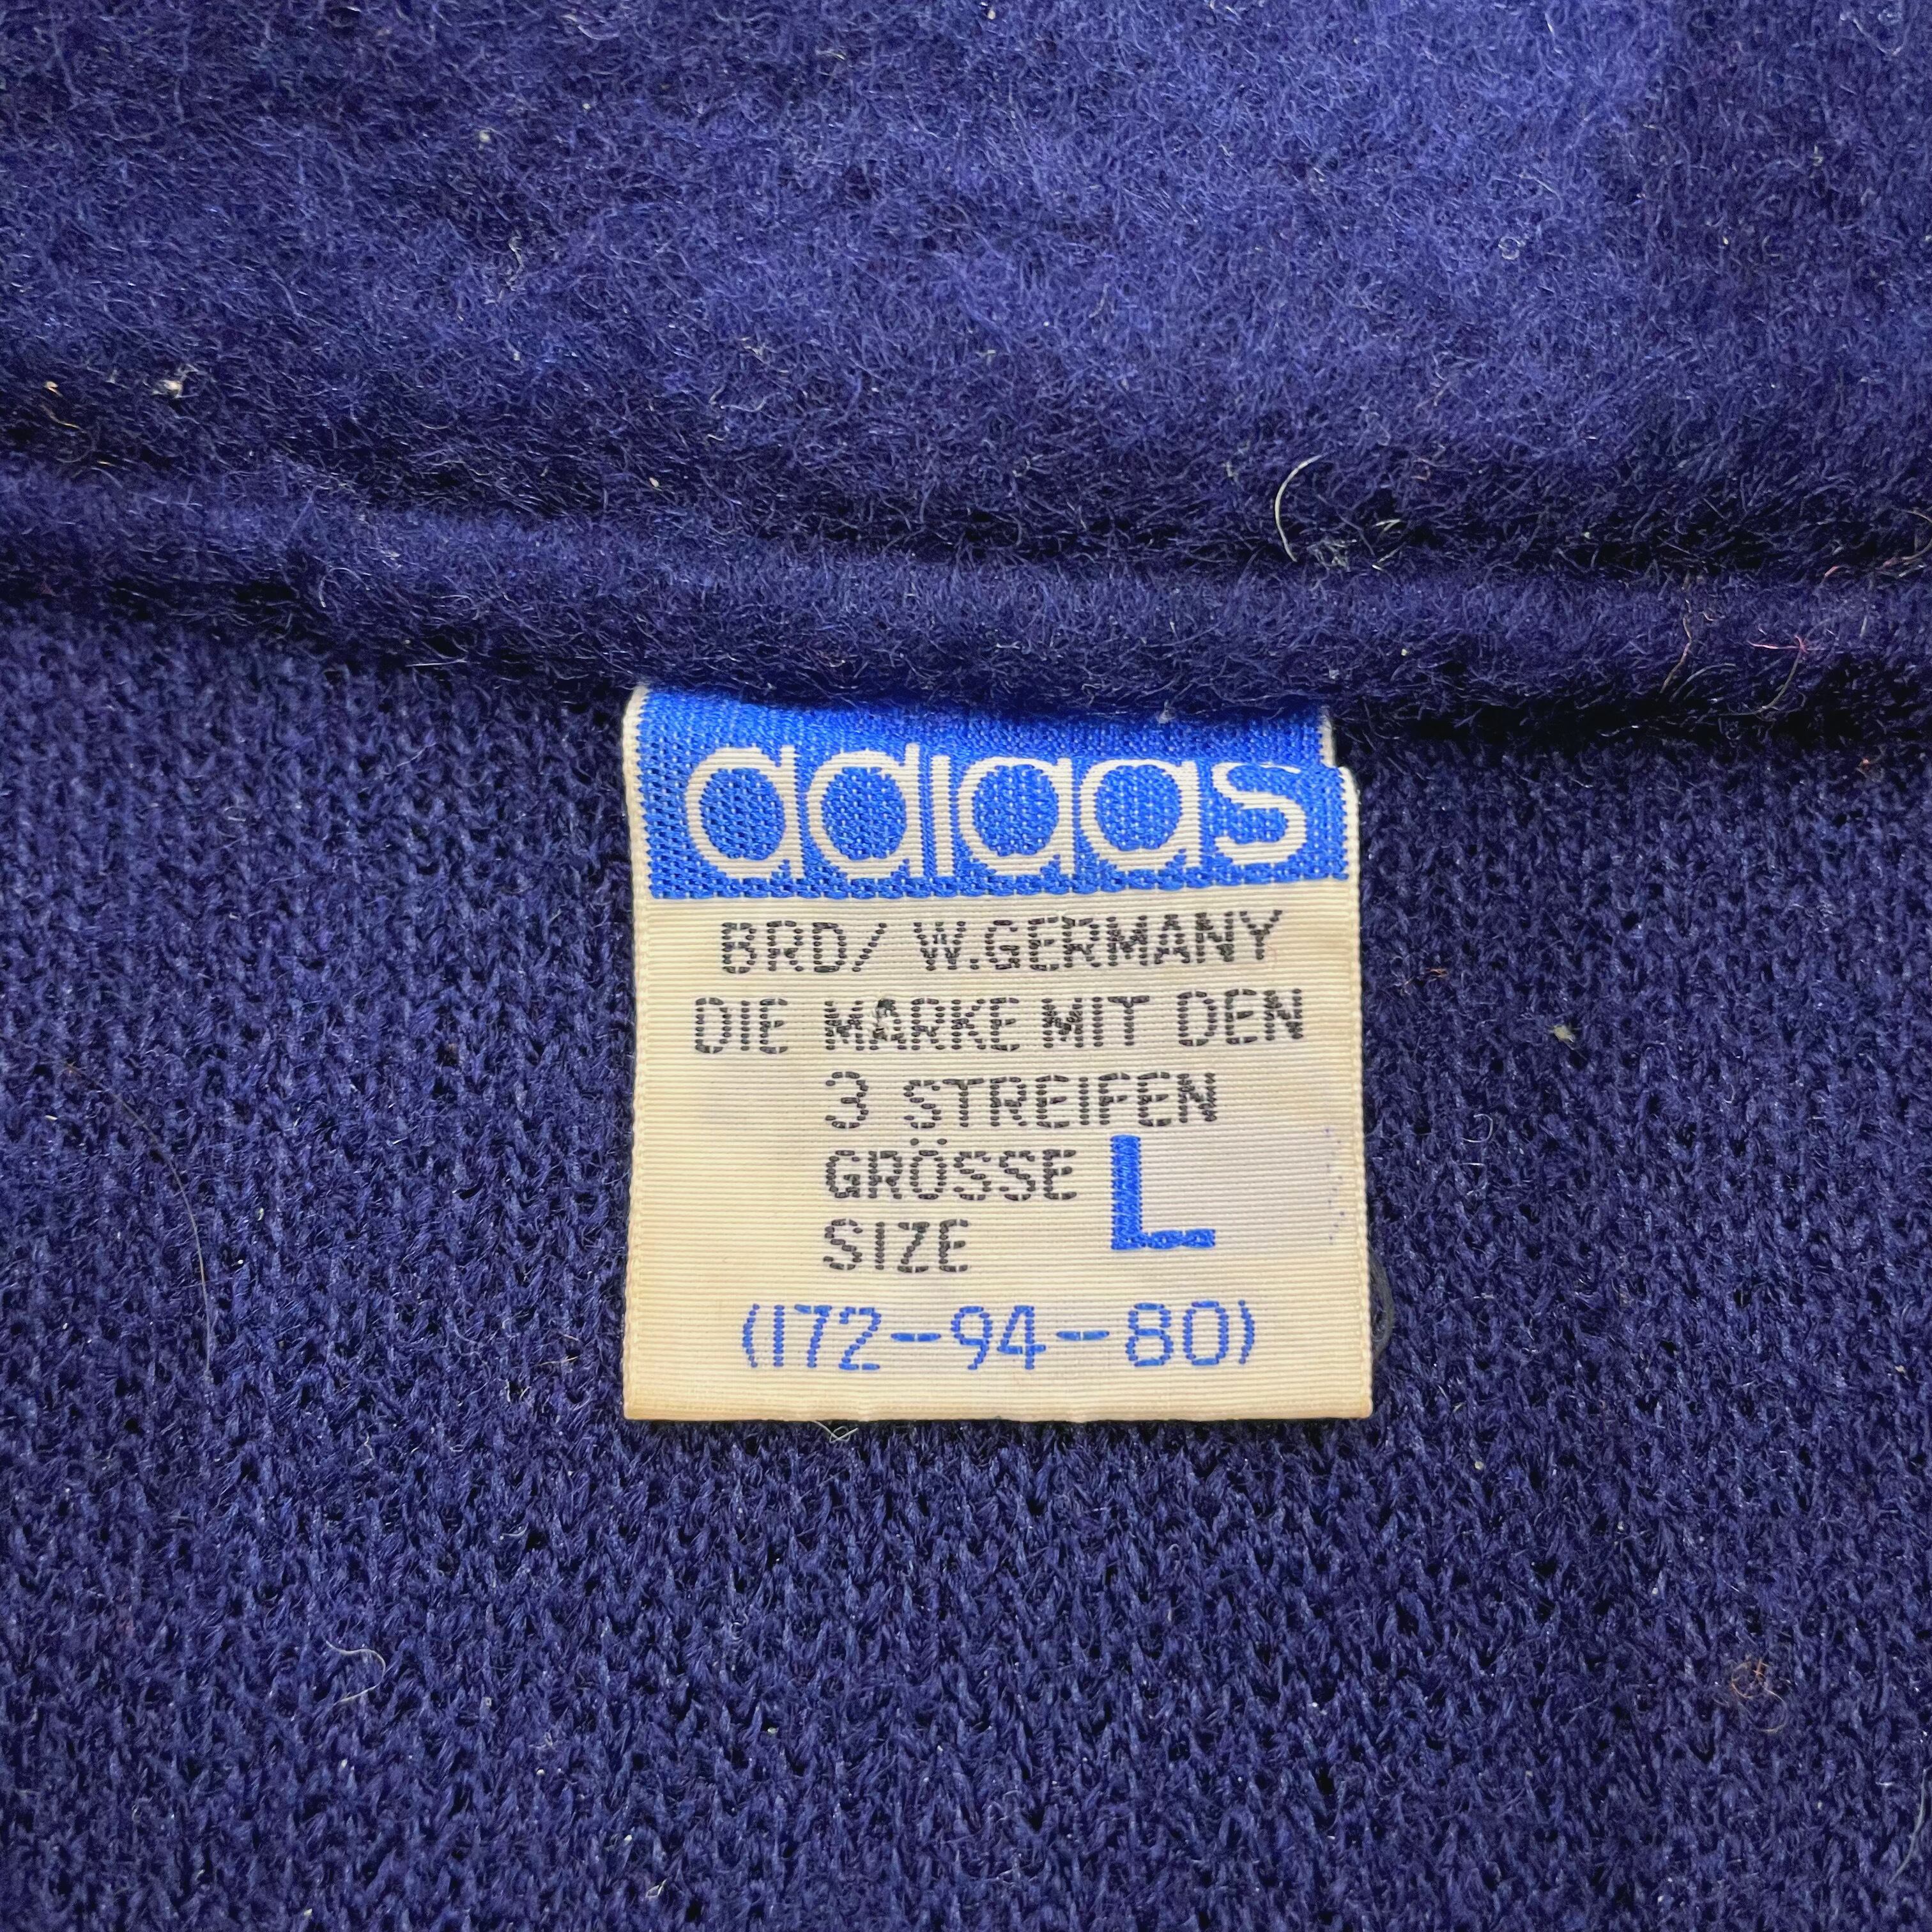 adidas
BRD/ W.GERMANY
DIE MARKE MIT DEN
3 STREIFEN
GRÖSSE L
SIZE
(172-94-80)